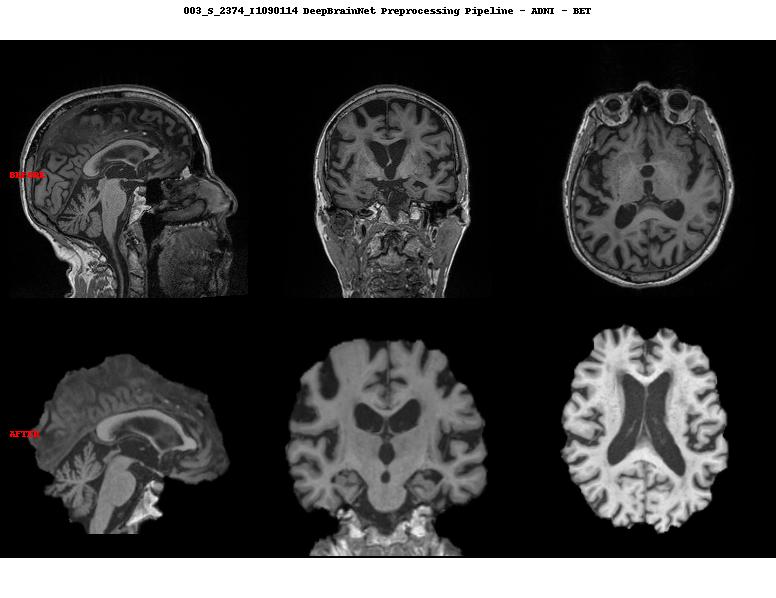 003_S_2374_I1090114 DeepBrainNet Preprocessing Pipeline - ADNI - BET
BEFORE
AFTER